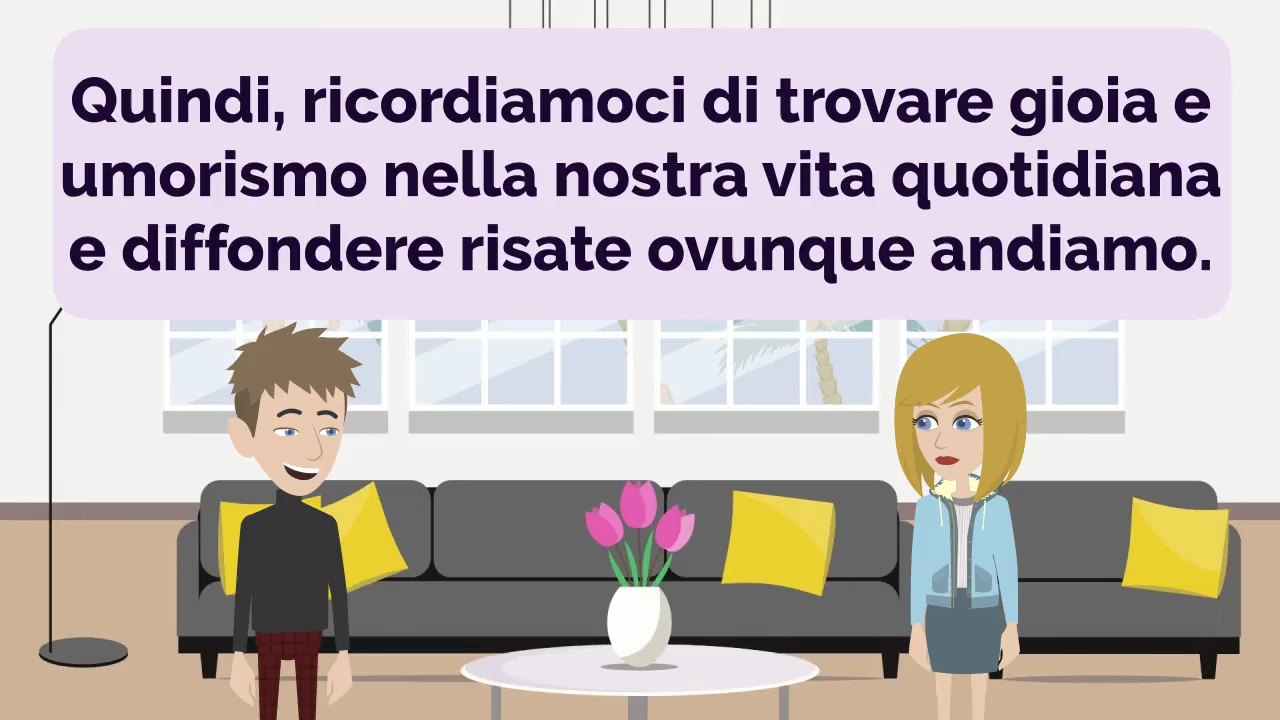 Quindi, ricordiamoci di trovare gioia e
umorismo nella nostra vita quotidiana
e diffondere risate ovunque andiamo.